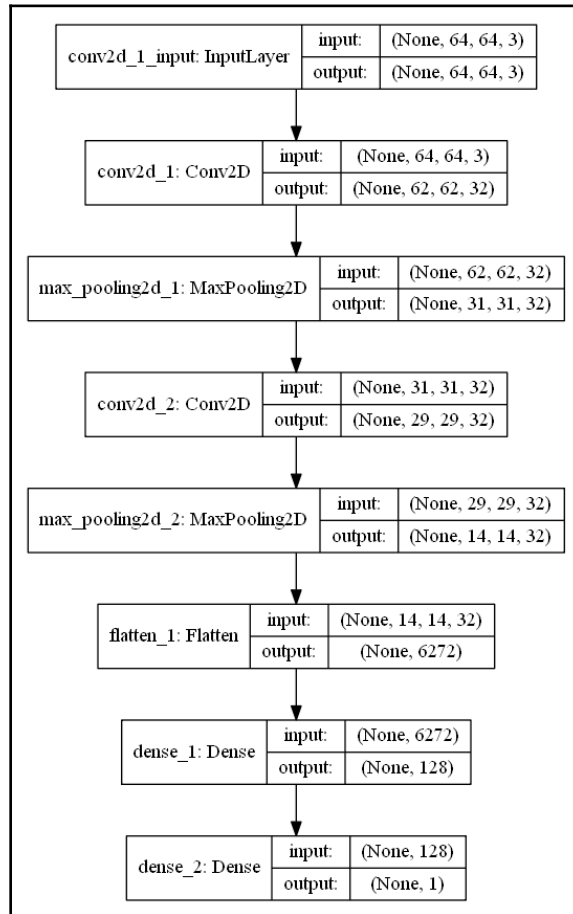 conv2d_1_input: InputLayer
input: (None, 64, 64, 3)
output: (None, 64, 64, 3)
conv2d_1: Conv2D
input: (None, 64, 64, 3)
output: (None, 62, 62, 32)
max_pooling2d_1: MaxPooling2D
input: (None, 62, 62, 32)
output: (None, 31, 31, 32)
conv2d_2: Conv2D
input: (None, 31, 31, 32)
output: (None, 29, 29, 32)
max_pooling2d_2: MaxPooling2D
input: (None, 29, 29, 32)
output: (None, 14, 14, 32)
flatten_1: Flatten
input: (None, 14, 14, 32)
output: (None, 6272)
dense_1: Dense
input: (None, 6272)
output: (None, 128)
dense_2: Dense
input: (None, 128)
output: (None, 1)